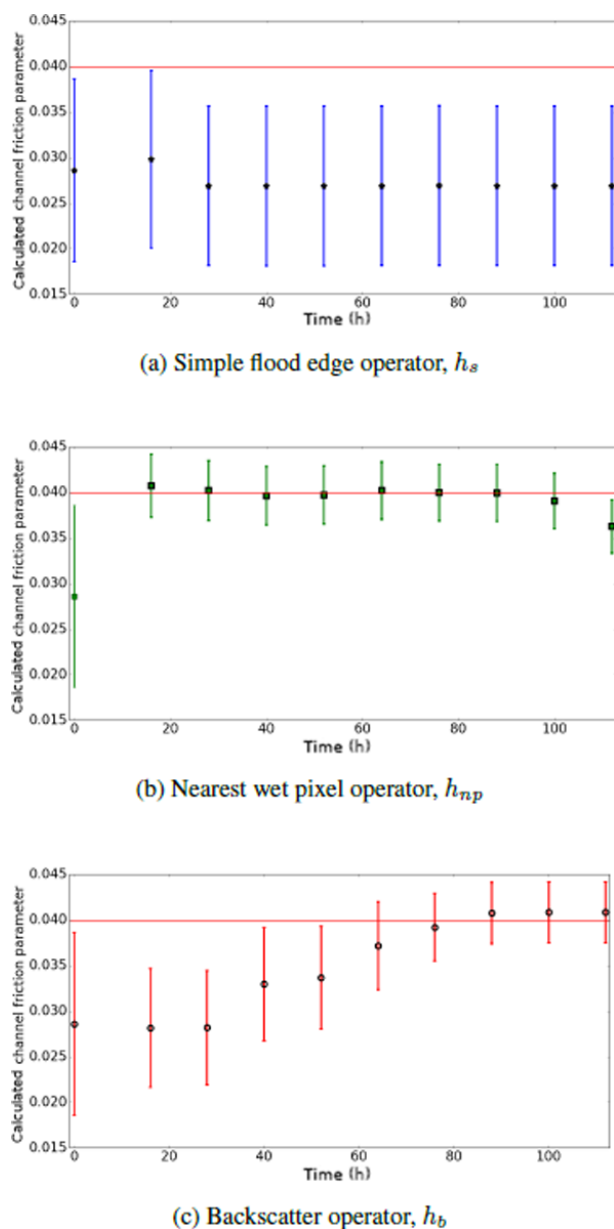 0.045
0.040
0.035
0.030
0.025
0.020
0.015
Calculated channel friction parameter
0 20 40 60 80 100
Time (h)
(a) Simple flood edge operator, h_s
0.045
0.040
0.035
0.030
0.025
0.020
0.015
Calculated channel friction parameter
0 20 40 60 80 100
Time (h)
(b) Nearest wet pixel operator, h_{np}
0.045
0.040
0.035
0.030
0.025
0.020
0.015
Calculated channel friction parameter
0 20 40 60 80 100
Time (h)
(c) Backscatter operator, h_b